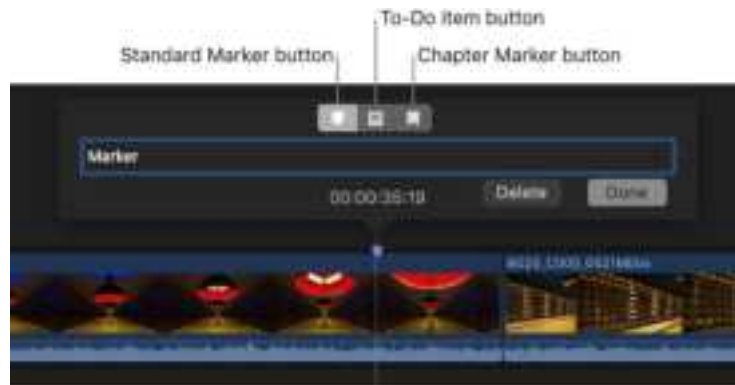 To-Do item button
Standard Marker button
Chapter Marker button
Marker
00:00:35:19
Delete
Done